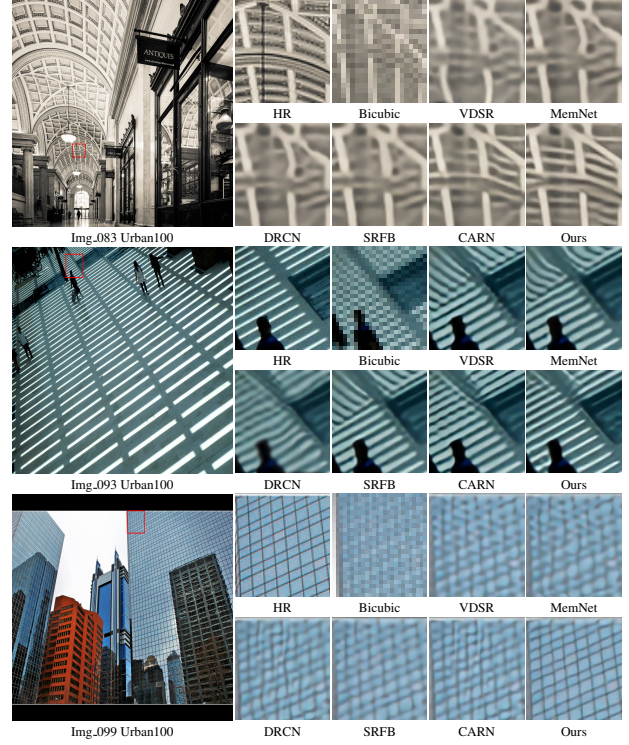 ANTIQUES
HR Bicubic VDSR MemNet
DRCN SRFB CARN Ours
Img_083 Urban100
HR Bicubic VDSR MemNet
DRCN SRFB CARN Ours
Img_093 Urban100
HR Bicubic VDSR MemNet
DRCN SRFB CARN Ours
Img_099 Urban100